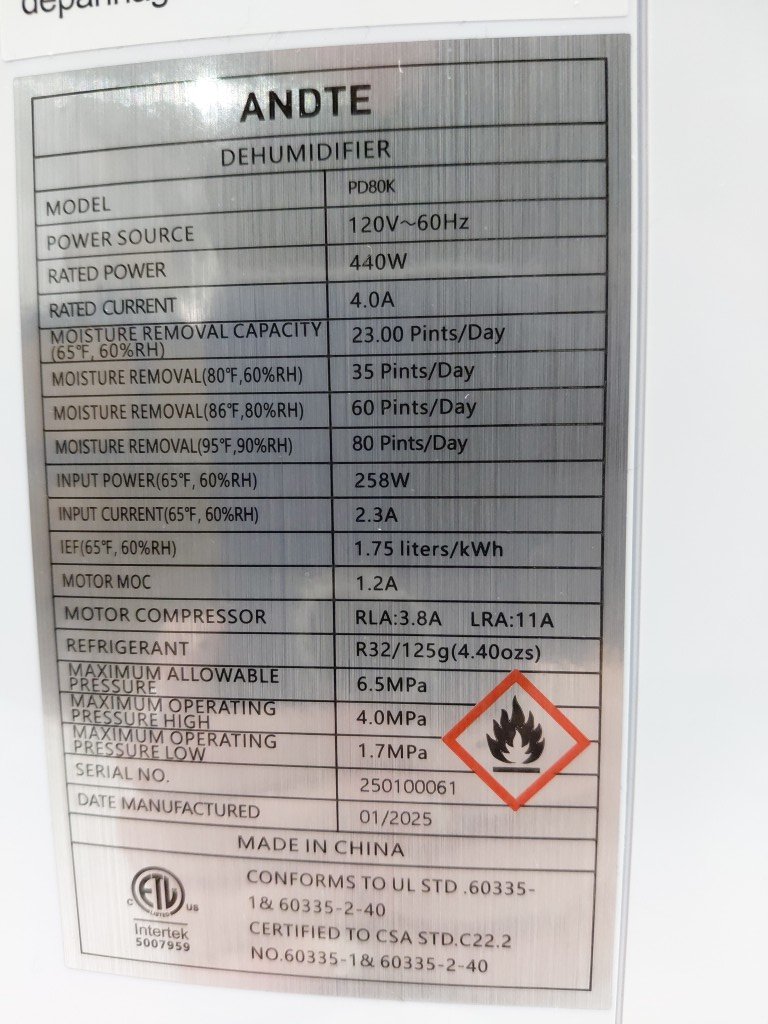 ANDTE
DEHUMIDIFIER
MODEL PD80K
POWER SOURCE 120V~60Hz
RATED POWER 440W
RATED CURRENT 4.0A
MOISTURE REMOVAL CAPACITY
(65℉, 60%RH) 23.00 Pints/Day
MOISTURE REMOVAL(80℉,60%RH) 35 Pints/Day
MOISTURE REMOVAL(86℉,80%RH) 60 Pints/Day
MOISTURE REMOVAL(95℉,90%RH) 80 Pints/Day
INPUT POWER(65℉, 60%RH) 258W
INPUT CURRENT(65℉, 60%RH) 2.3A
IEF(65℉, 60%RH) 1.75 liters/kWh
MOTOR MOC 1.2A
MOTOR COMPRESSOR RLA:3.8A LRA:11A
REFRIGERANT R32/125g(4.40ozs)
MAXIMUM ALLOWABLE
PRESSURE 6.5MPa
MAXIMUM OPERATING
PRESSURE HIGH 4.0MPa
MAXIMUM OPERATING
PRESSURE LOW 1.7MPa
SERIAL NO. 250100061
DATE MANUFACTURED 01/2025
MADE IN CHINA
ETL
C LISTED US
Intertek
5007959
CONFORMS TO UL STD .60335-
1& 60335-2-40
CERTIFIED TO CSA STD.C22.2
NO.60335-1& 60335-2-40